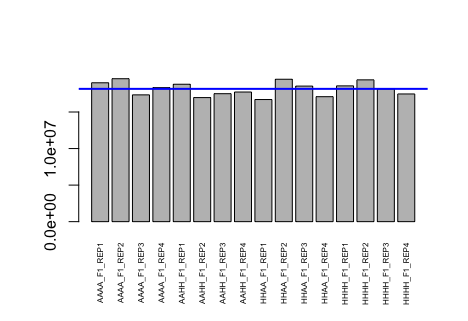 0.0e+00
1.0e+07
AAAA_F1_REP1
AAAA_F1_REP2
AAAA_F1_REP3
AAAA_F1_REP4
AAHH_F1_REP1
AAHH_F1_REP2
AAHH_F1_REP3
AAHH_F1_REP4
HHAA_F1_REP1
HHAA_F1_REP2
HHAA_F1_REP3
HHAA_F1_REP4
HHHH_F1_REP1
HHHH_F1_REP2
HHHH_F1_REP3
HHHH_F1_REP4